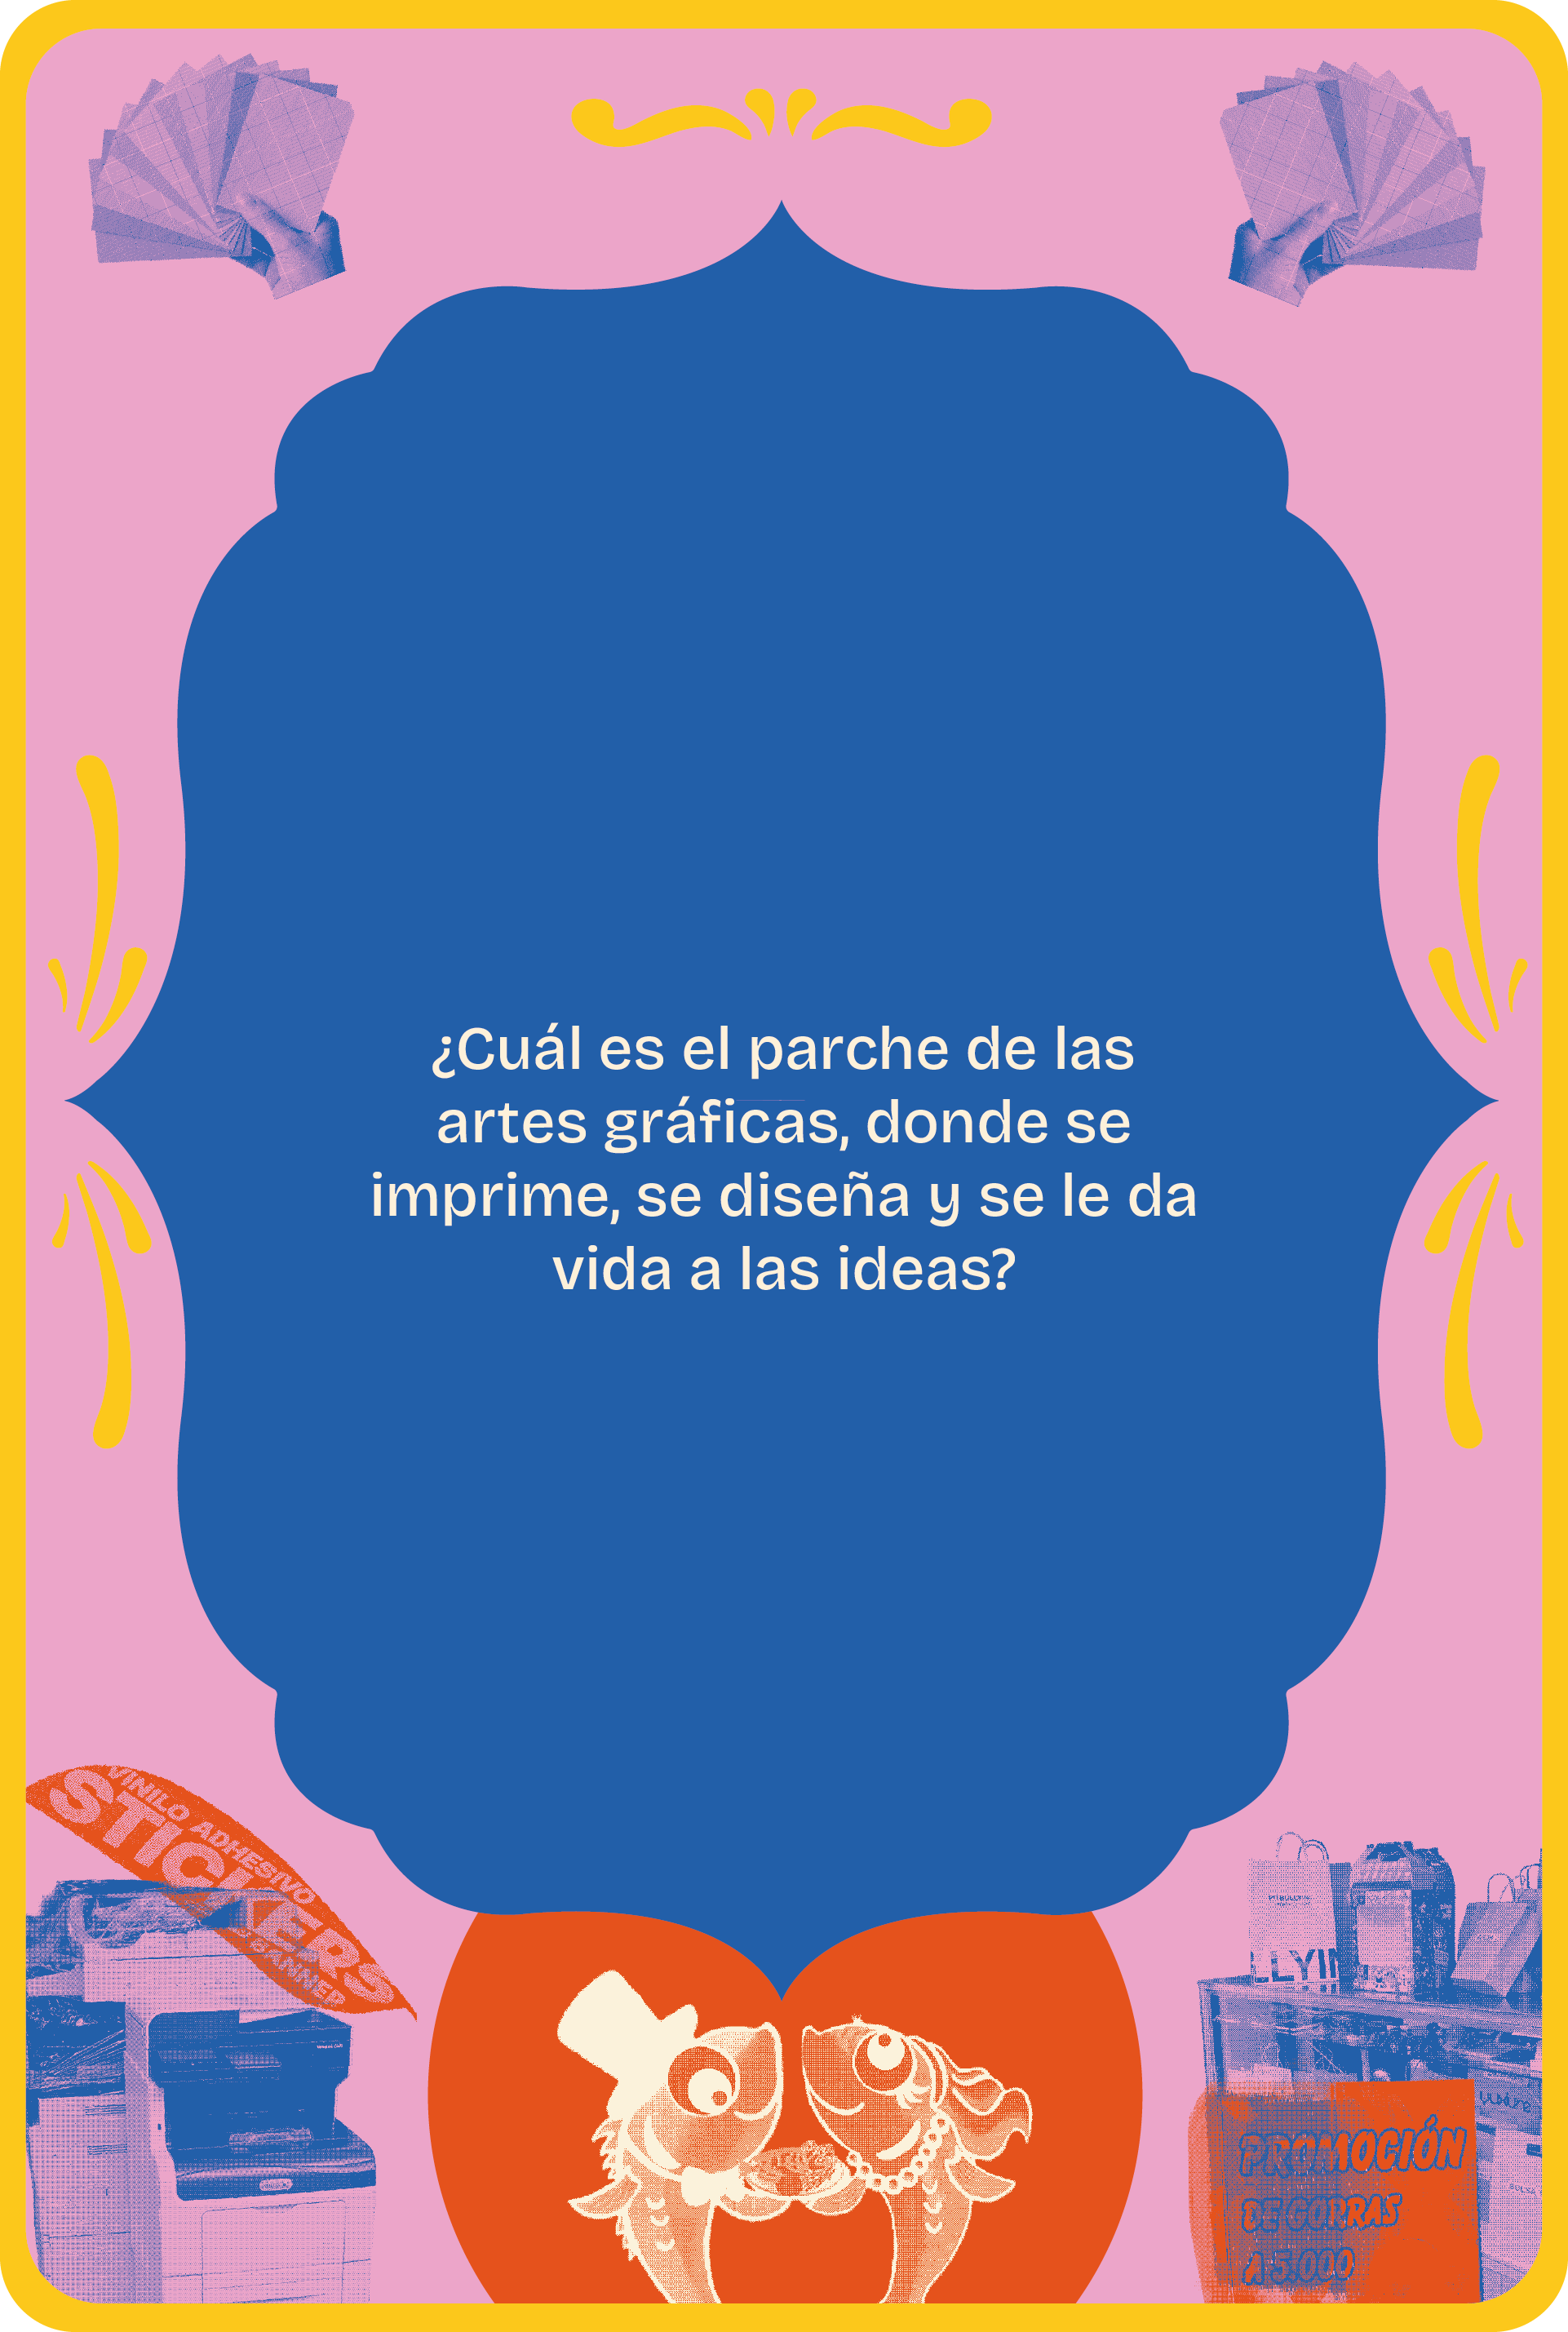 ¿Cuál es el parche de las
artes gráficas, donde se
imprime, se diseña y se le da
vida a las ideas?
VINILO ADHESIVO
STICKERS
BANNER
PROMOCIÓN
DE GORRAS
A 5.000